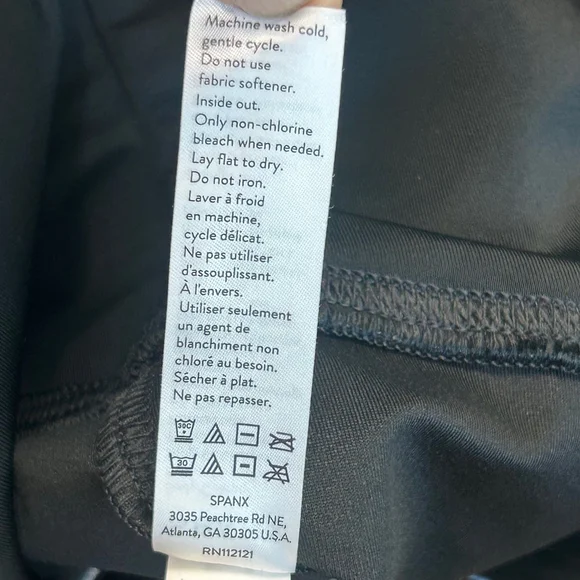 Machine wash cold,
gentle cycle.
Do not use
fabric softener.
Inside out.
Only non-chlorine
bleach when needed.
Lay flat to dry.
Do not iron.
Laver à froid
en machine,
cycle délicat.
Ne pas utiliser
d'assouplissant.
À l'envers.
Utiliser seulement
un agent de
blanchiment non
chloré au besoin.
Sécher à plat.
Ne pas repasser.
30C
30
SPANX
3035 Peachtree Rd NE,
Atlanta, GA 30305 U.S.A.
RN112121